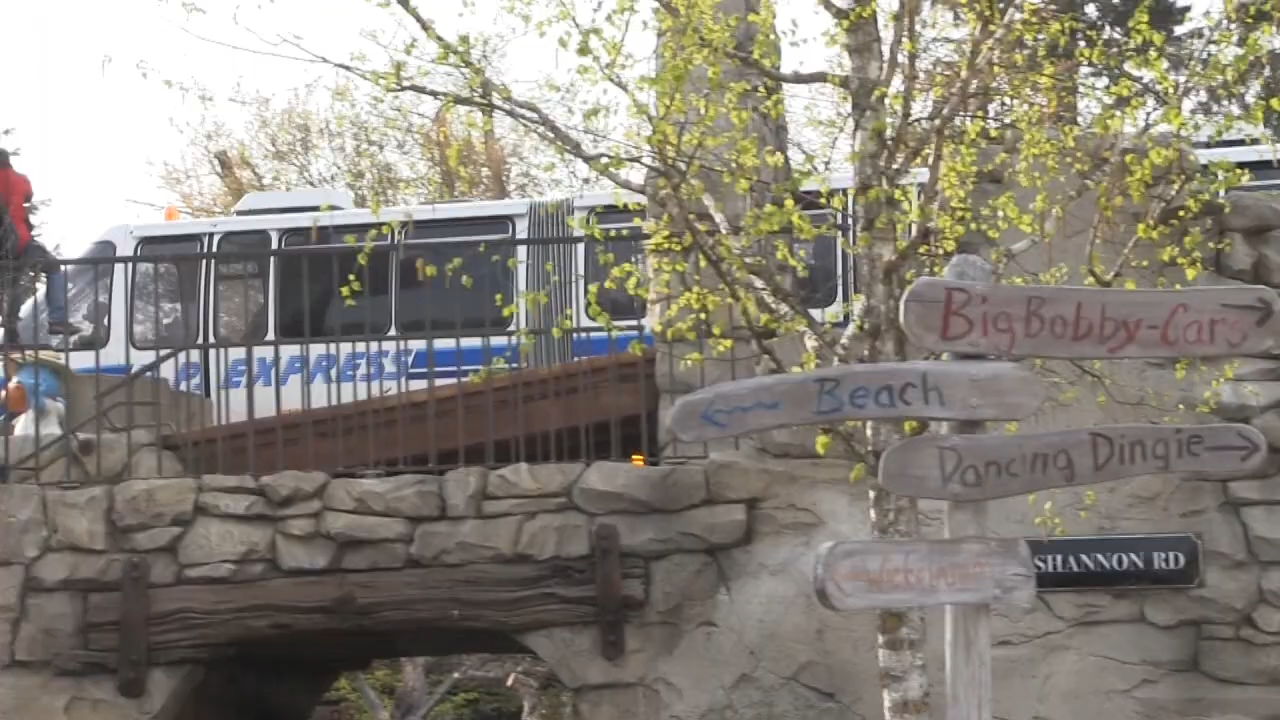 EXPRESS
BigBobby-Cars
Beach
Dancing Dingie
SHANNON RD